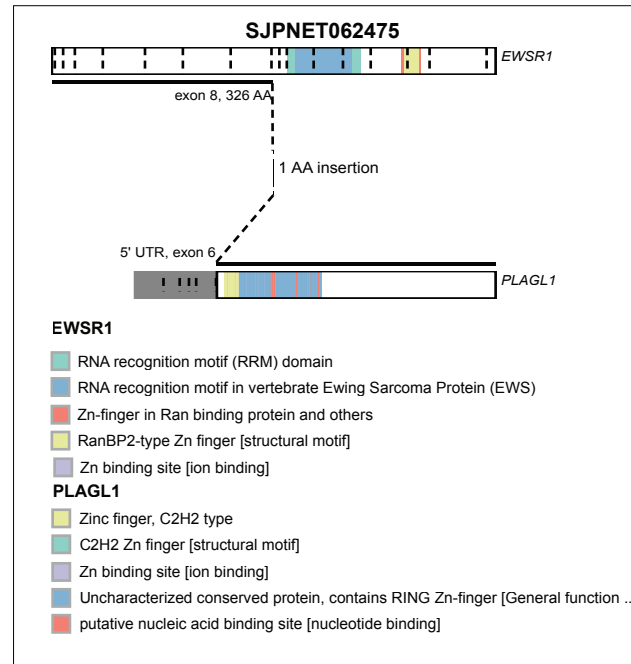 SJPNET062475
EWSR1
exon 8, 326 AA
1 AA insertion
5' UTR, exon 6
PLAGL1
EWSR1
RNA recognition motif (RRM) domain
RNA recognition motif in vertebrate Ewing Sarcoma Protein (EWS)
Zn-finger in Ran binding protein and others
RanBP2-type Zn finger [structural motif]
Zn binding site [ion binding]
PLAGL1
Zinc finger, C2H2 type
C2H2 Zn finger [structural motif]
Zn binding site [ion binding]
Uncharacterized conserved protein, contains RING Zn-finger [General function ..
putative nucleic acid binding site [nucleotide binding]